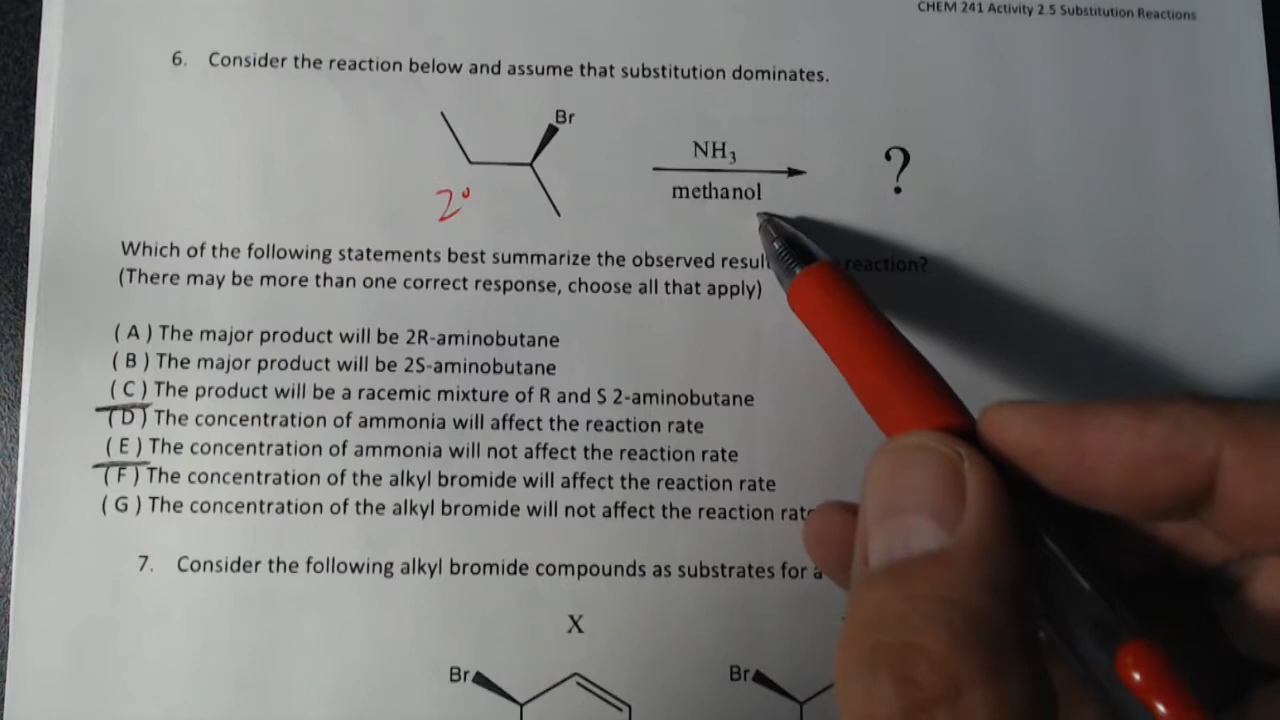 CHEM 241 Activity 2.5 Substitution Reactions
6. Consider the reaction below and assume that substitution dominates.
Br
NH3
methanol
?
2°
Which of the following statements best summarize the observed reaction?
(There may be more than one correct response, choose all that apply)
( A ) The major product will be 2R-aminobutane
( B ) The major product will be 2S-aminobutane
( C ) The product will be a racemic mixture of R and S 2-aminobutane
( D ) The concentration of ammonia will affect the reaction rate
( E ) The concentration of ammonia will not affect the reaction rate
( F ) The concentration of the alkyl bromide will affect the reaction rate
( G ) The concentration of the alkyl bromide will not affect the reaction
7. Consider the following alkyl bromide compounds as substrates for a
X
Br
Br